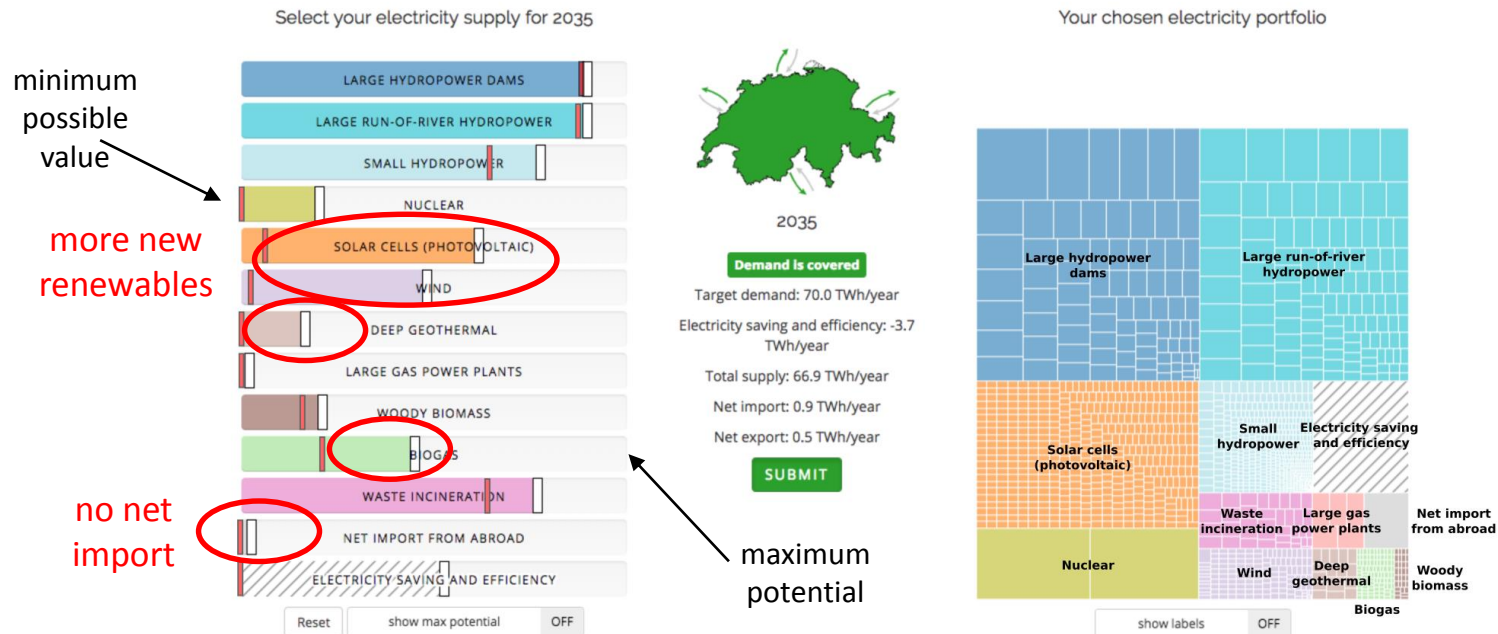 Select your electricity supply for 2035
Your chosen electricity portfolio
minimum
possible
value
more new
renewables
no net
import
LARGE HYDROPOWER DAMS
LARGE RUN-OF-RIVER HYDROPOWER
SMALL HYDROPOWER
NUCLEAR
SOLAR CELLS (PHOTOVOLTAIC)
WIND
DEEP GEOTHERMAL
LARGE GAS POWER PLANTS
WOODY BIOMASS
BIOGAS
WASTE INCINERATION
NET IMPORT FROM ABROAD
ELECTRICITY SAVING AND EFFICIENCY
Reset
show max potential
OFF
2035
Demand is covered
Target demand: 70.0 TWh/year
Electricity saving and efficiency: -3.7
TWh/year
Total supply: 66.9 TWh/year
Net import: 0.9 TWh/year
Net export: 0.5 TWh/year
SUBMIT
maximum
potential
Large hydropower
dams
Large run-of-river
hydropower
Solar cells
(photovoltaic)
Small
hydropower
Electricity saving
and efficiency
Nuclear
Waste
incineration
Large gas
power plants
Net import
from abroad
Wind
Deep
geothermal
Biogas
Woody
biomass
show labels
OFF